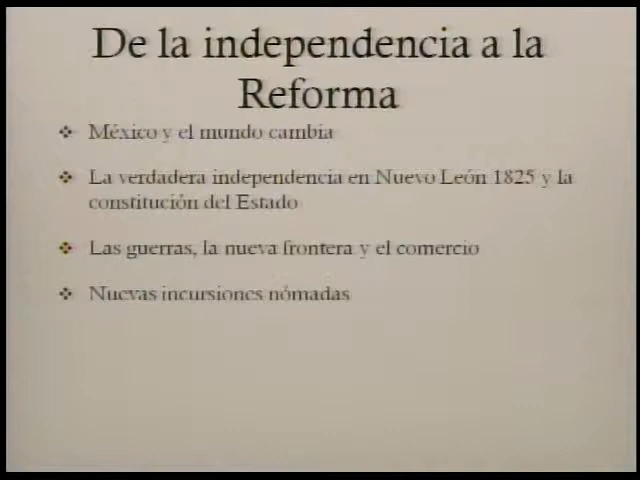 De la independencia a la
Reforma
México y el mundo cambia
La verdadera independencia en Nuevo León 1825 y la
constitución del Estado
Las guerras, la nueva frontera y el comercio
Nuevas incursiones nómadas